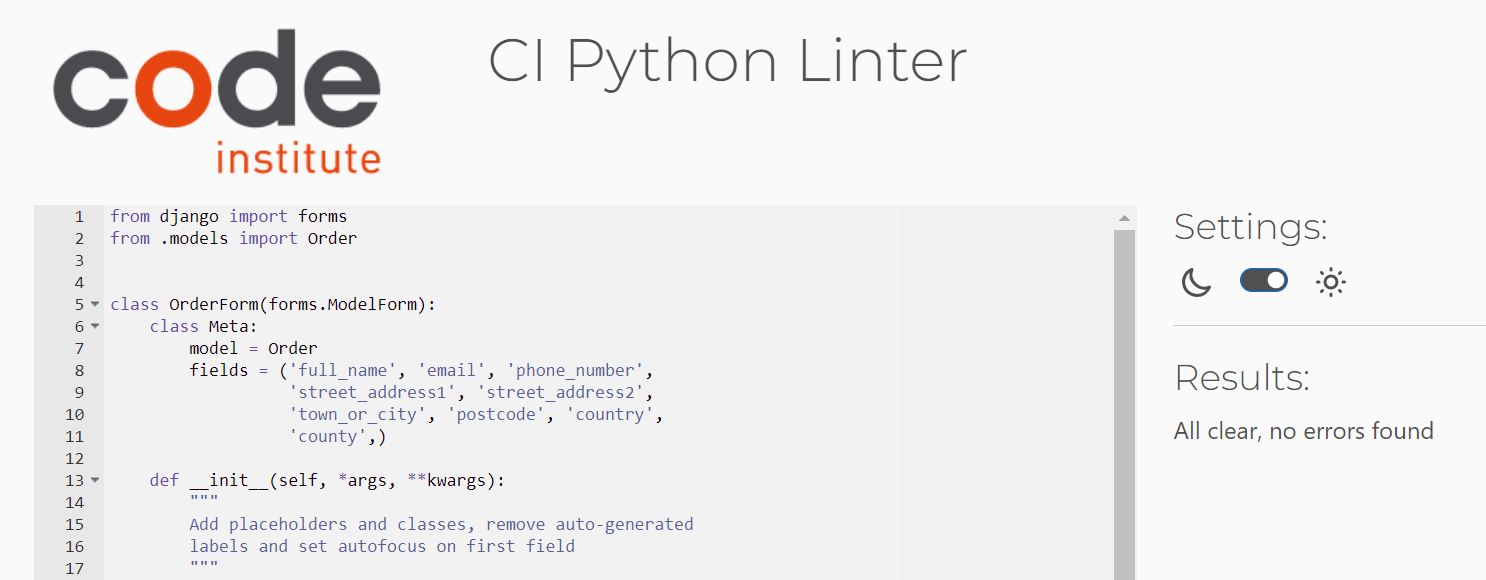 code
institute
CI Python Linter
1 from django import forms
2 from .models import Order
3
4
5 class OrderForm(forms.ModelForm):
6     class Meta:
7         model = Order
8         fields = ('full_name', 'email', 'phone_number',
9                   'street_address1', 'street_address2',
10                   'town_or_city', 'postcode', 'country',
11                   'county',)
12
13     def __init__(self, *args, **kwargs):
14         """
15         Add placeholders and classes, remove auto-generated
16         labels and set autofocus on first field
17         """
Settings:
Results:
All clear, no errors found